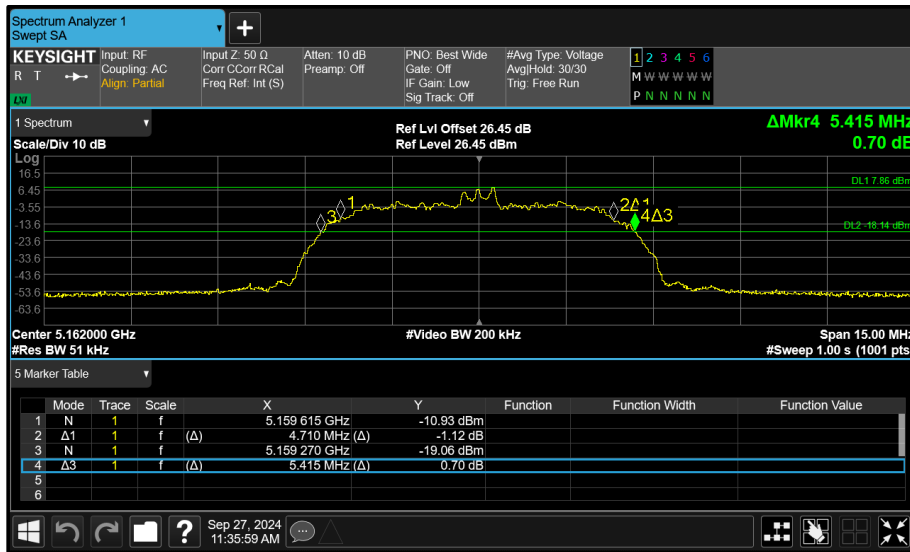 Spectrum Analyzer 1
Swept SA
+
KEYSIGHT Input: RF Input Z: 50 Ω Atten: 10 dB PNO: Best Wide #Avg Type: Voltage 1 2 3 4 5 6
R T Coupling: AC Corr CCorr RCal Preamp: Off Gate: Off Avg|Hold: 30/30 M W W W W W
LXI Align: Partial Freq Ref: Int (S) IF Gain: Low Trig: Free Run P N N N N N
Sig Track: Off
1 Spectrum Ref Lvl Offset 26.45 dB ΔMkr4 5.415 MHz
Scale/Div 10 dB Ref Level 26.45 dBm 0.70 dB
Log
16.5
6.45 DL1 7.86 dBm
-3.55
-13.6 DL2 -18.14 dBm
-23.6
-33.6
-43.6
-53.6
-63.6
3 1 2Δ1 4Δ3
Center 5.162000 GHz #Video BW 200 kHz Span 15.00 MHz
#Res BW 51 kHz #Sweep 1.00 s (1001 pts
5 Marker Table
Mode Trace Scale X Y Function Function Width Function Value
1 N 1 f 5.159 615 GHz -10.93 dBm
2 Δ1 1 f (Δ) 4.710 MHz (Δ) -1.12 dB
3 N 1 f 5.159 270 GHz -19.06 dBm
4 Δ3 1 f (Δ) 5.415 MHz (Δ) 0.70 dB
5
6
? Sep 27, 2024
11:35:59 AM